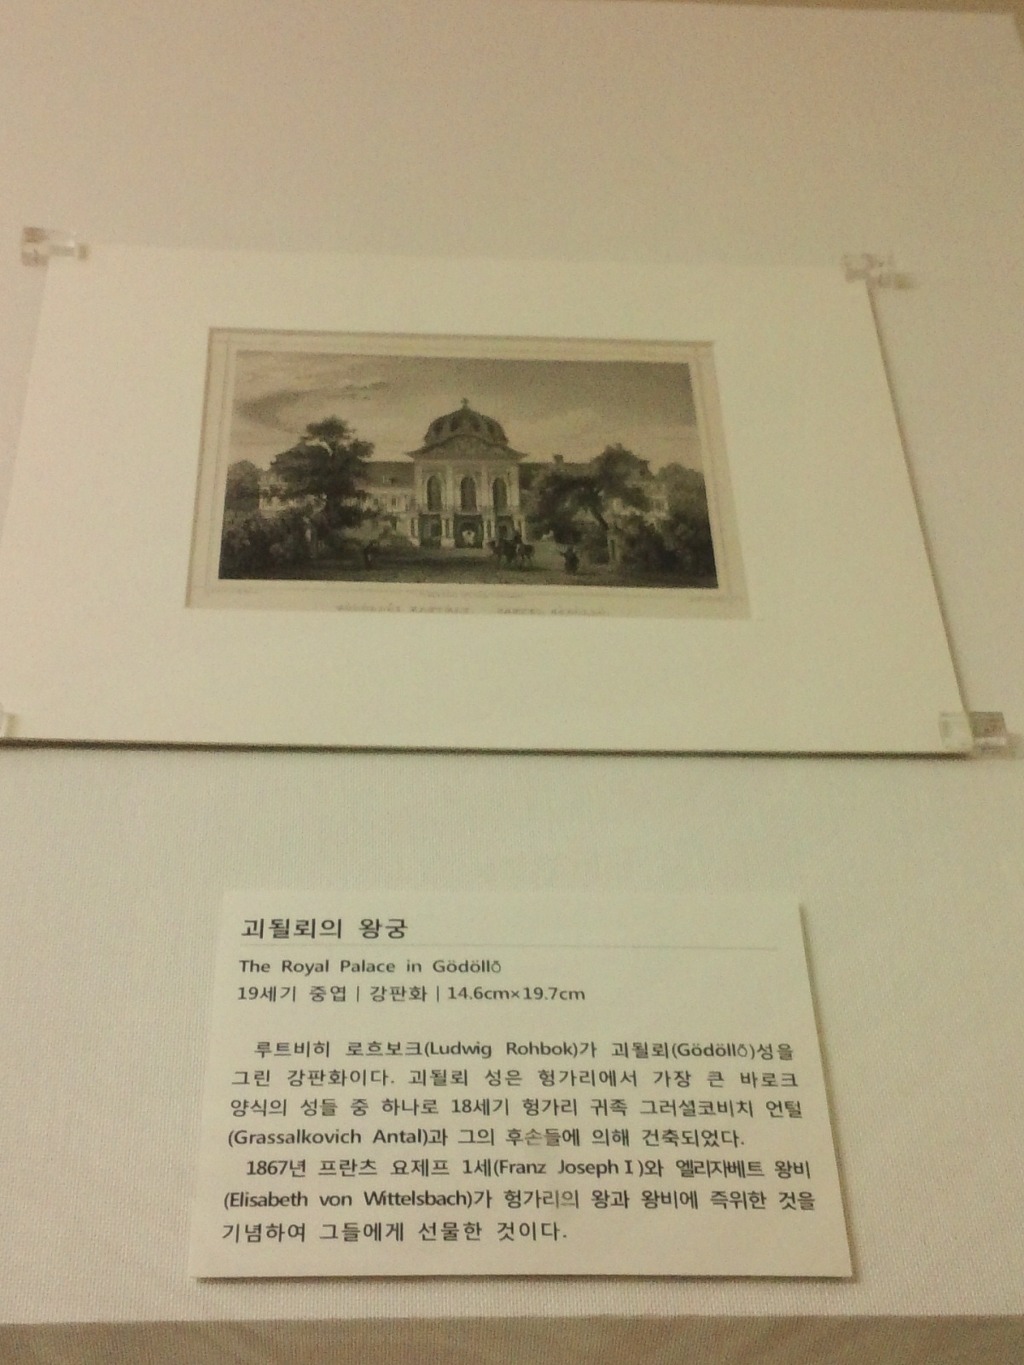 괴될뢰의 왕궁
The Royal Palace in Gödöllő
19세기 중엽 | 강판화 | 14.6cm×19.7cm
루트비히 로흐보크(Ludwig Rohbok)가 괴될뢰(Gödöllő)성을
그린 강판화이다. 괴될뢰 성은 헝가리에서 가장 큰 바로크
양식의 성들 중 하나로 18세기 헝가리 귀족 그러설코비치 언털
(Grassalkovich Antal)과 그의 후손들에 의해 건축되었다.
1867년 프란츠 요제프 1세(Franz Joseph I)와 엘리자베트 왕비
(Elisabeth von Wittelsbach)가 헝가리의 왕과 왕비에 즉위한 것을
기념하여 그들에게 선물한 것이다.